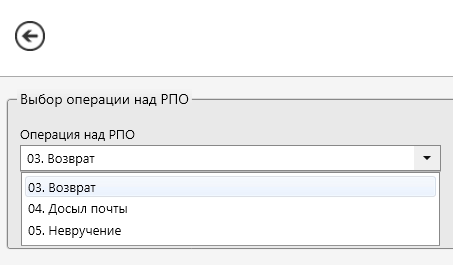 Выбор операции над РПО
Операция над РПО
03. Возврат
03. Возврат
04. Досыл почты
05. Невручение